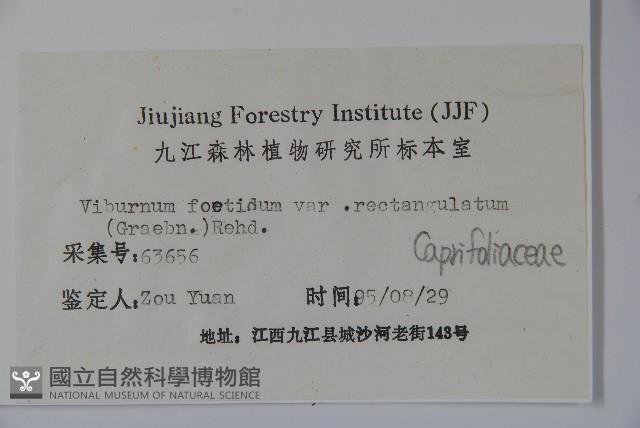 Jiujiang Forestry Institute (JJF)
九江森林植物研究所标本室
Viburnum foetidum var .rectangulatum
(Graebn.)Rehd.
采集号:63656
Caprifoliaceae
鉴定人:Zou Yuan 时间:95/08/29
地址: 江西九江县城沙河老街143号
國立自然科學博物館
NATIONAL MUSEUM OF NATURAL SCIENCE